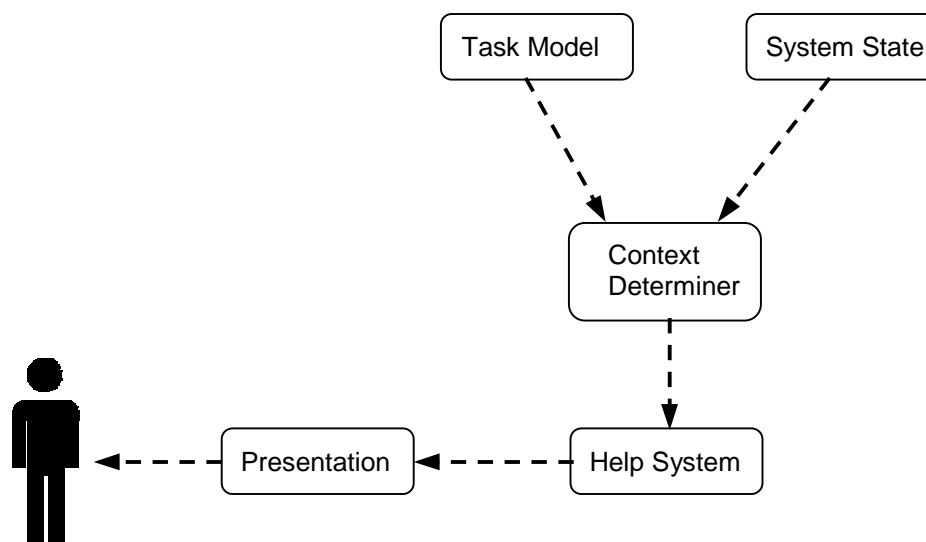 Task Model
System State
Context
Determiner
Presentation
Help System